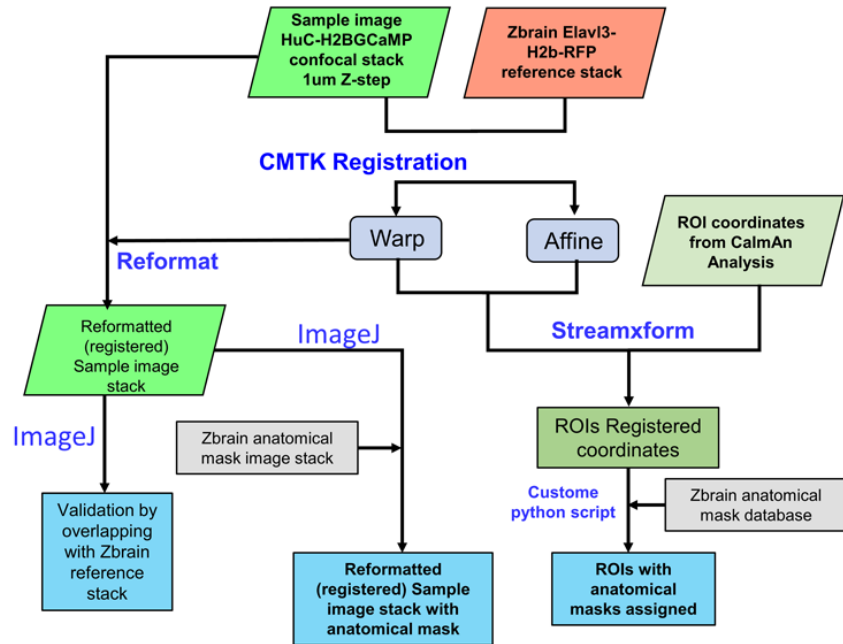 Sample image
HuC-H2BGCaMP
confocal stack
1um Z-step
Zbrain Elavl3-
H2b-RFP
reference stack
CMTK Registration
Warp
Affine
ROI coordinates
from CalmAn
Analysis
Reformat
Streamxform
Reformatted
(registered)
Sample image
stack
ImageJ
ImageJ
Zbrain anatomical
mask image stack
ROIs Registered
coordinates
Custome
python script
Zbrain anatomical
mask database
Validation by
overlapping with
Zbrain
reference
stack
Reformatted
(registered) Sample
image stack with
anatomical mask
ROIs with
anatomical
masks assigned